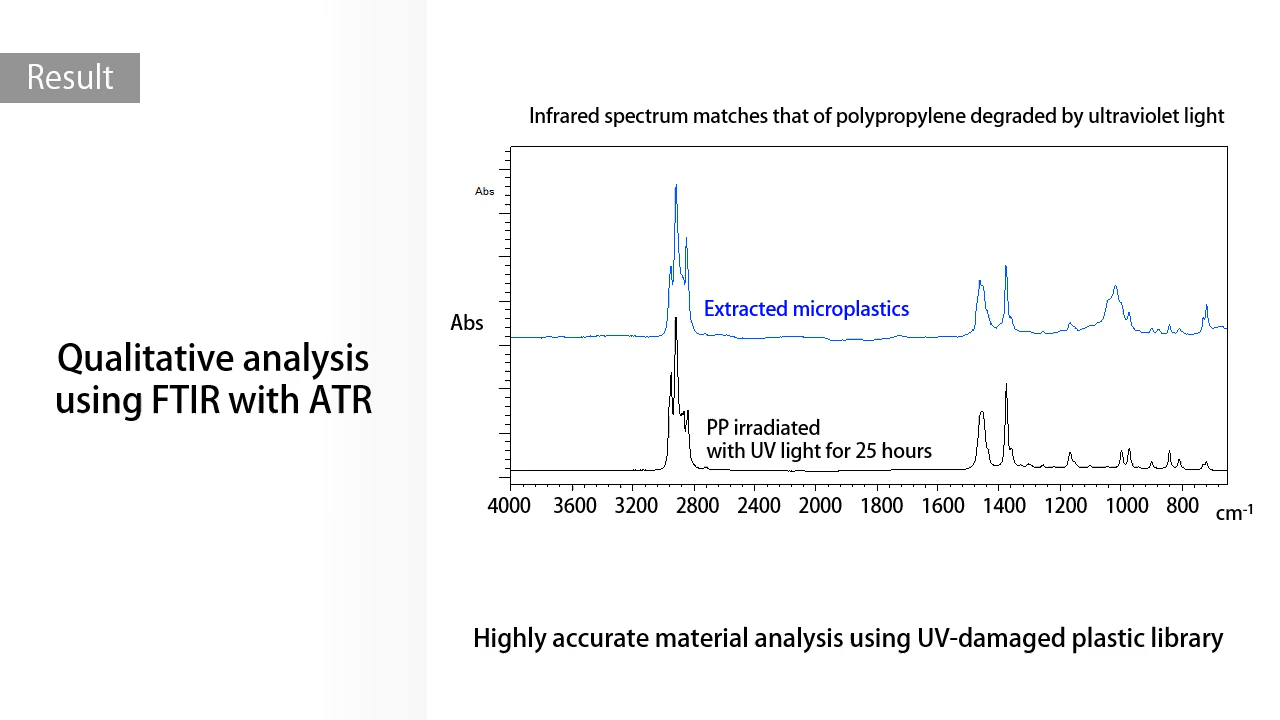 Result
Qualitative analysis
using FTIR with ATR
Infrared spectrum matches that of polypropylene degraded by ultraviolet light
Abs
Abs
Extracted microplastics
PP irradiated
with UV light for 25 hours
4000 3600 3200 2800 2400 2000 1800 1600 1400 1200 1000 800 cm-1
Highly accurate material analysis using UV-damaged plastic library